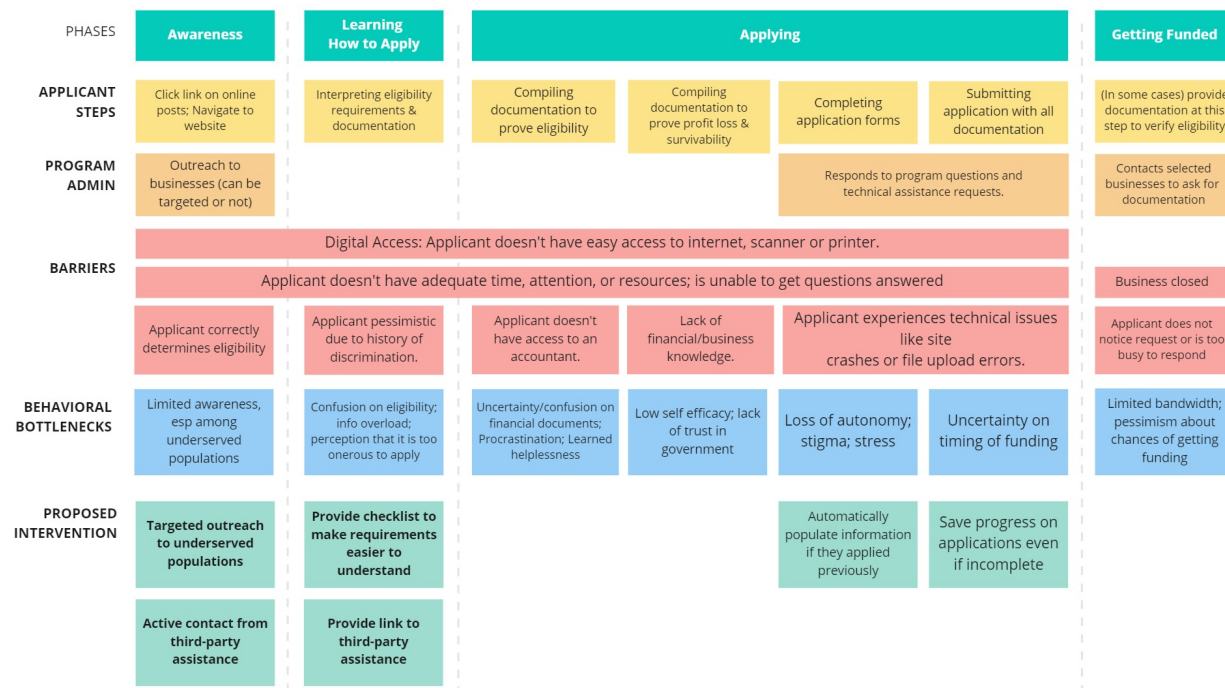 PHASES
Awareness
Learning
How to Apply
Applying
Getting Funded
APPLICANT
STEPS
Click link on online
posts; Navigate to
website
Interpreting eligibility
requirements &
documentation
Compiling
documentation to
prove eligibility
Compiling
documentation to
prove profit loss &
survivability
Completing
application forms
Submitting
application with all
documentation
(In some cases) provide
documentation at this
step to verify eligibility
PROGRAM
ADMIN
Outreach to
businesses (can be
targeted or not)
Responds to program questions and
technical assistance requests.
Contacts selected
businesses to ask for
documentation
BARRIERS
Digital Access: Applicant doesn't have easy access to internet, scanner or printer.
Applicant doesn't have adequate time, attention, or resources; is unable to get questions answered
Business closed
Applicant correctly
determines eligibility
Applicant pessimistic
due to history of
discrimination.
Applicant doesn't
have access to an
accountant.
Lack of
financial/business
knowledge.
Applicant experiences technical issues
like site
crashes or file upload errors.
Applicant does not
notice request or is too
busy to respond
BEHAVIORAL
BOTTLENECKS
Limited awareness,
esp among
underserved
populations
Confusion on eligibility;
info overload;
perception that it is too
onerous to apply
Uncertainty/confusion on
financial documents;
Procrastination; Learned
helplessness
Low self efficacy; lack
of trust in
government
Loss of autonomy;
stigma; stress
Uncertainty on
timing of funding
Limited bandwidth;
pessimism about
chances of getting
funding
PROPOSED
INTERVENTION
Targeted outreach
to underserved
populations
Provide checklist to
make requirements
easier to
understand
Automatically
populate information
if they applied
previously
Save progress on
applications even
if incomplete
Active contact from
third-party
assistance
Provide link to
third-party
assistance